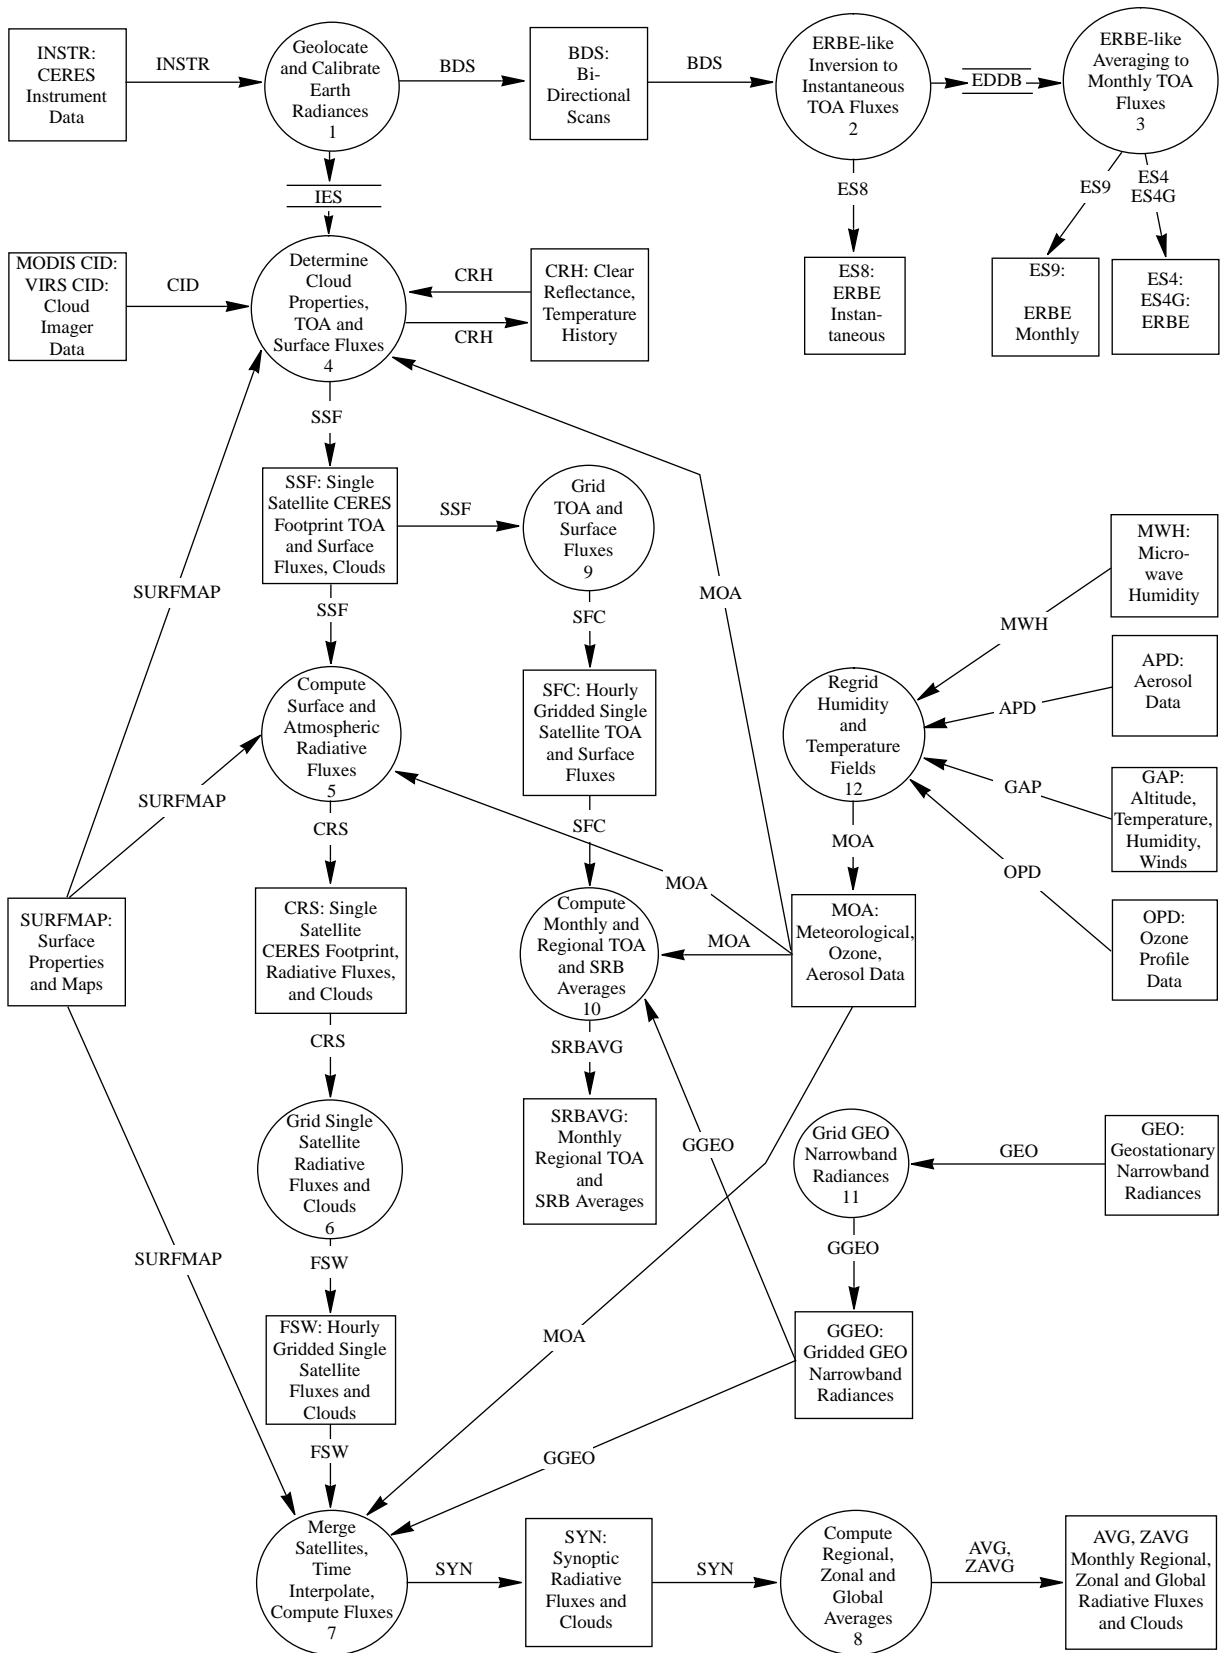 INSTR:
CERES
Instrument
Data
INSTR
Geolocate
and Calibrate
Earth
Radiances
1
BDS
BDS:
Bi-
Directional
Scans
BDS
ERBE-like
Inversion to
Instantaneous
TOA Fluxes
2
EDDB
ERBE-like
Averaging to
Monthly TOA
Fluxes
3
IES
ES8
ES9
ES4
ES4G
MODIS CID:
VIRS CID:
Cloud
Imager
Data
CID
Determine
Cloud
Properties,
TOA and
Surface Fluxes
4
CRH
CRH
CRH: Clear
Reflectance,
Temperature
History
ES8:
ERBE
Instan-
taneous
ES9:
ERBE
Monthly
ES4:
ES4G:
ERBE
SSF
SSF: Single
Satellite CERES
Footprint TOA
and Surface
Fluxes, Clouds
SSF
Grid
TOA and
Surface
Fluxes
9
SURFMAP
SSF
SFC
MOA
MWH:
Micro-
wave
Humidity
MWH
Compute
Surface and
Atmospheric
Radiative
Fluxes
5
SFC: Hourly
Gridded Single
Satellite TOA
and Surface
Fluxes
Regrid
Humidity
and
Temperature
Fields
12
APD
APD:
Aerosol
Data
SURFMAP
GAP
GAP:
Altitude,
Temperature,
Humidity,
Winds
CRS
SFC
MOA
OPD
MOA
SURFMAP:
Surface
Properties
and Maps
CRS: Single
Satellite
CERES Footprint,
Radiative Fluxes,
and Clouds
Compute
Monthly and
Regional TOA
and SRB
Averages
10
MOA
MOA:
Meteorological,
Ozone,
Aerosol Data
OPD:
Ozone
Profile
Data
CRS
SRBAVG
Grid Single
Satellite
Radiative
Fluxes and
Clouds
6
SRBAVG:
Monthly
Regional TOA
and
SRB Averages
GGEO
Grid GEO
Narrowband
Radiances
11
GEO
GEO:
Geostationary
Narrowband
Radiances
SURFMAP
FSW
GGEO
FSW: Hourly
Gridded Single
Satellite
Fluxes and
Clouds
MOA
GGEO:
Gridded GEO
Narrowband
Radiances
FSW
GGEO
Merge
Satellites,
Time
Interpolate,
Compute Fluxes
7
SYN
SYN:
Synoptic
Radiative
Fluxes and
Clouds
SYN
Compute
Regional,
Zonal and
Global
Averages
8
AVG,
ZAVG
AVG, ZAVG
Monthly Regional,
Zonal and Global
Radiative Fluxes
and Clouds